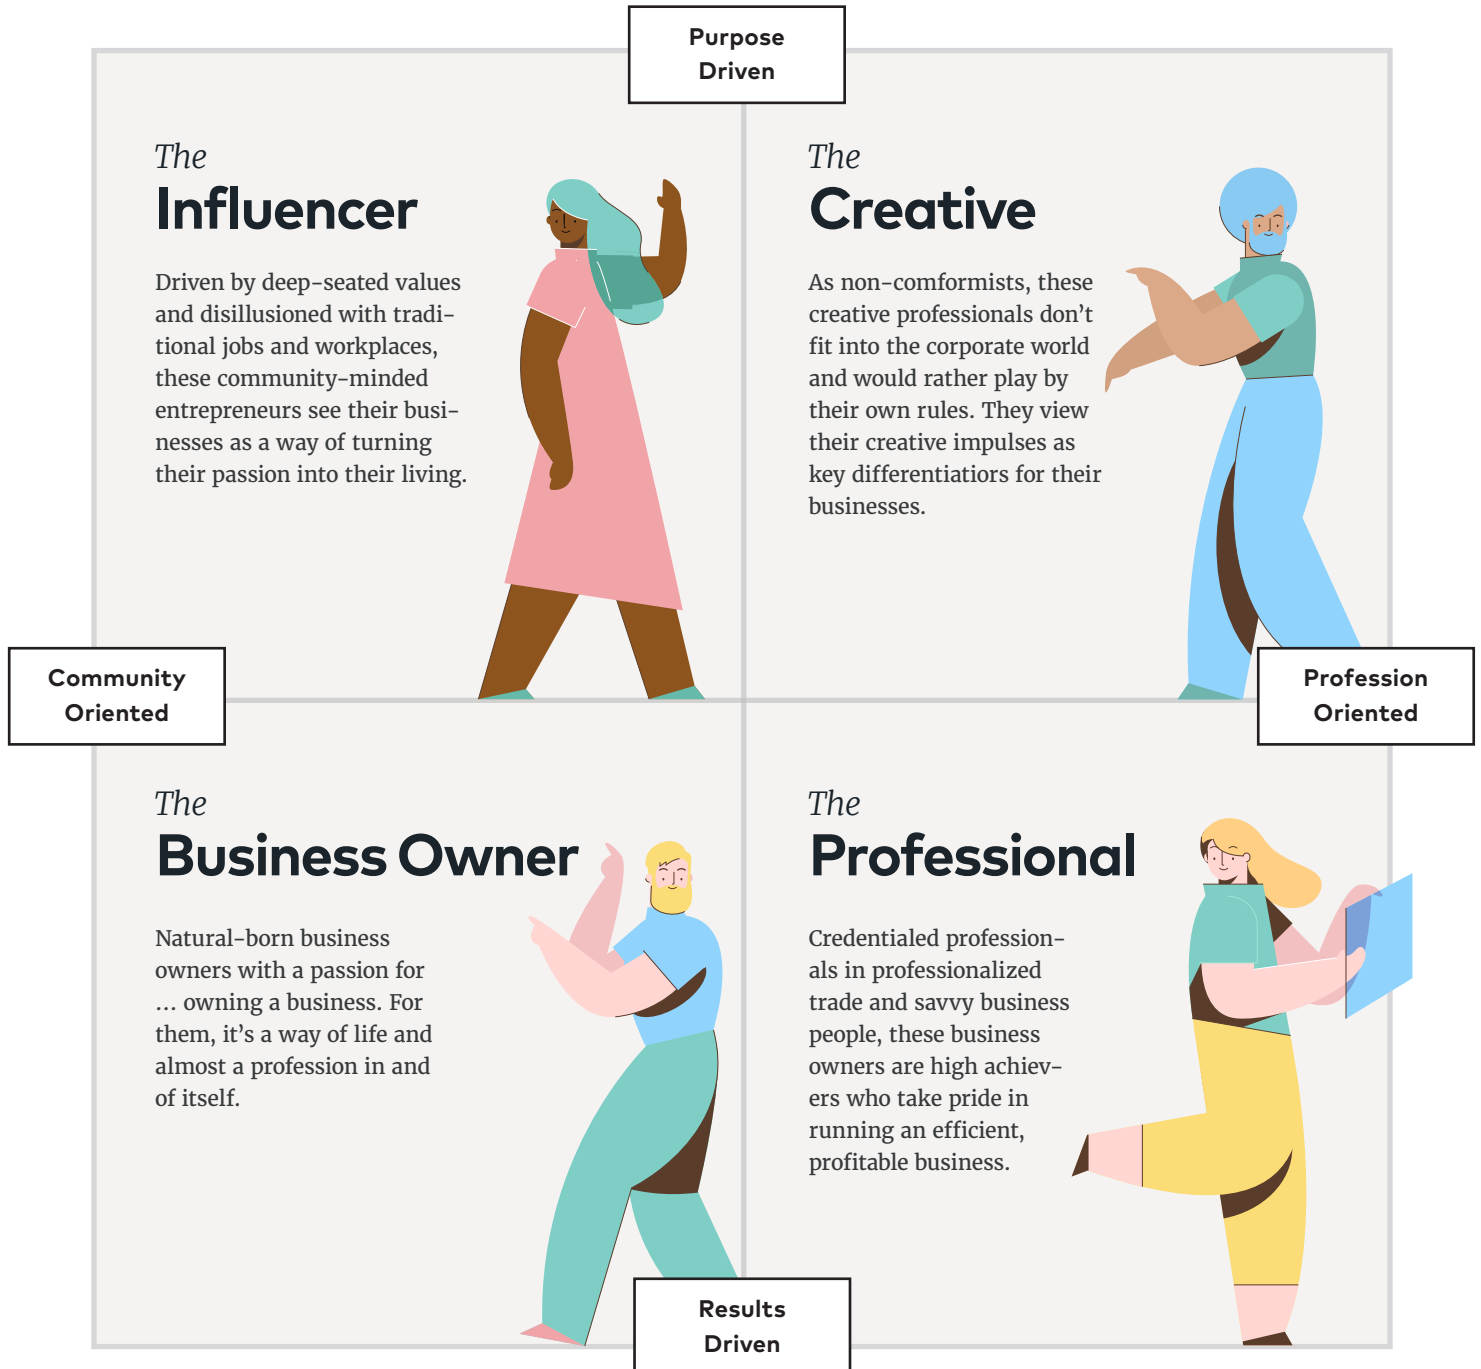 Purpose
Driven
The
Influencer
Driven by deep-seated values
and disillusioned with tradi-
tional jobs and workplaces,
these community-minded
entrepreneurs see their busi-
nesses as a way of turning
their passion into their living.
The
Creative
As non-comformists, these
creative professionals don’t
fit into the corporate world
and would rather play by
their own rules. They view
their creative impulses as
key differentiatiors for their
businesses.
Community
Oriented
Profession
Oriented
The
Business Owner
Natural-born business
owners with a passion for
... owning a business. For
them, it’s a way of life and
almost a profession in and
of itself.
The
Professional
Credentialed profession-
als in professionalized
trade and savvy business
people, these business
owners are high achiev-
ers who take pride in
running an efficient,
profitable business.
Results
Driven